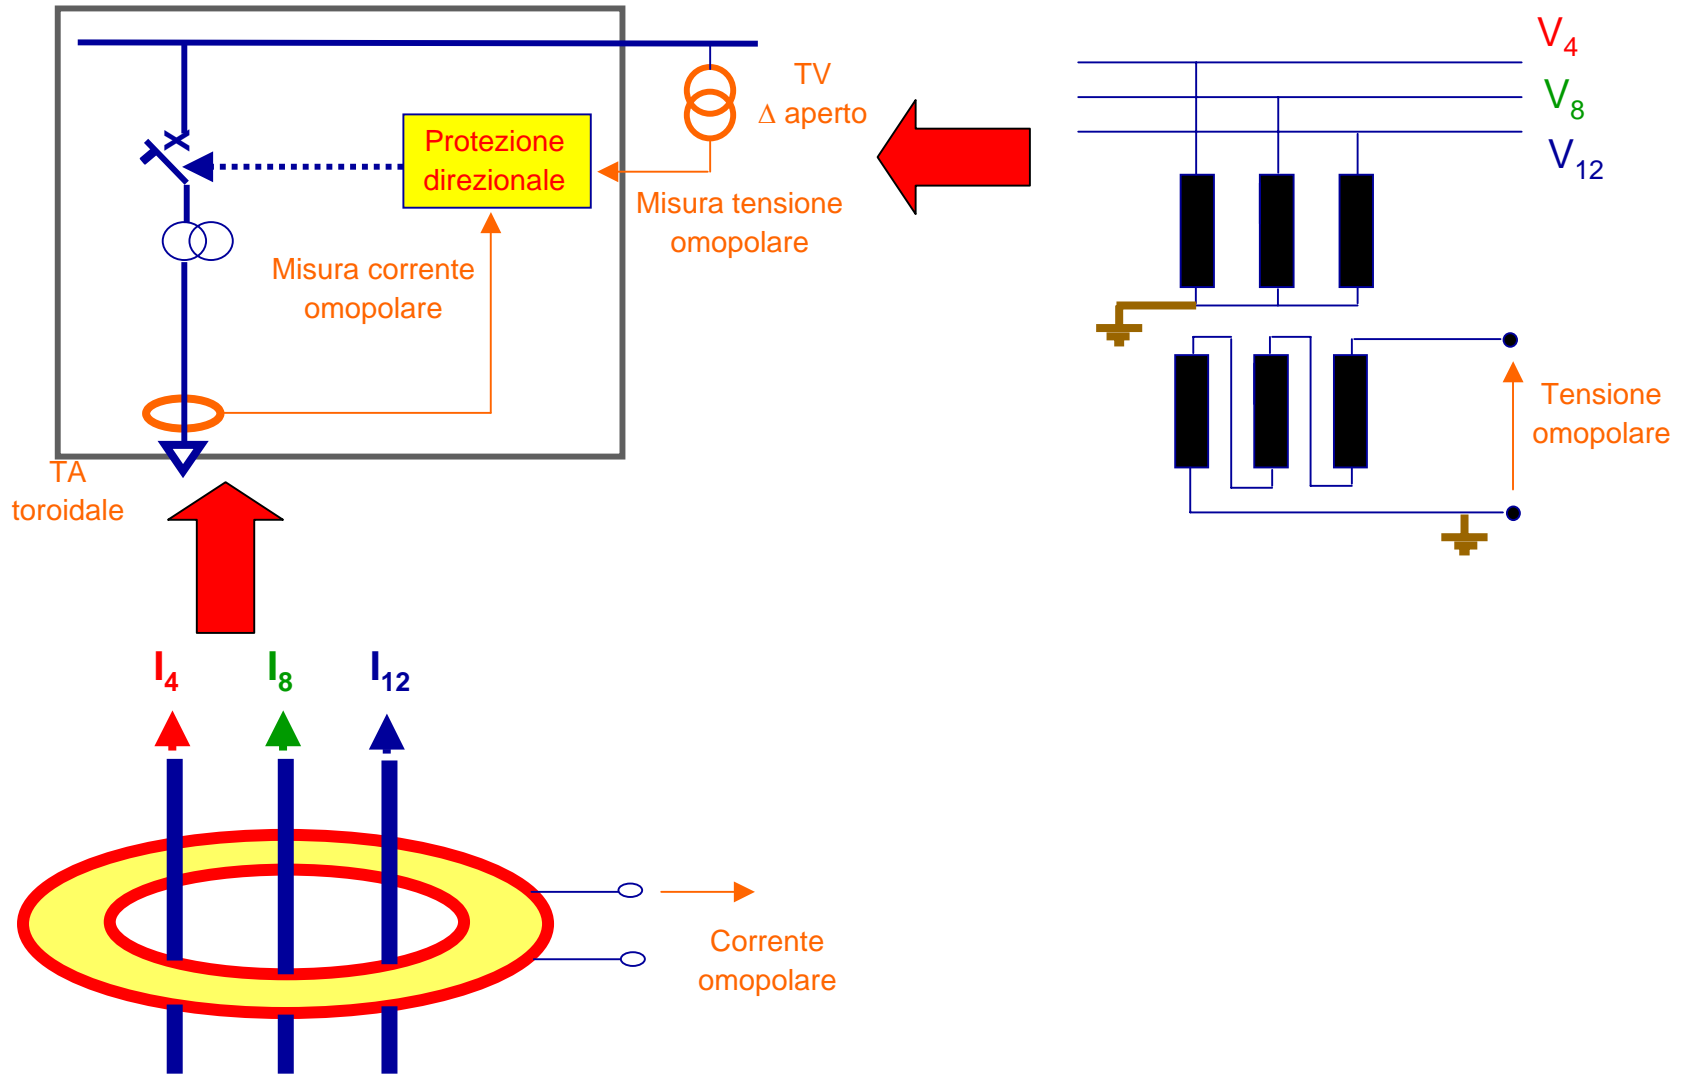 TV
Δ aperto
Protezione
direzionale
Misura tensione
omopolare
Misura corrente
omopolare
TA
toroidale
V4
V8
V12
Tensione
omopolare
I4 I8 I12
Corrente
omopolare